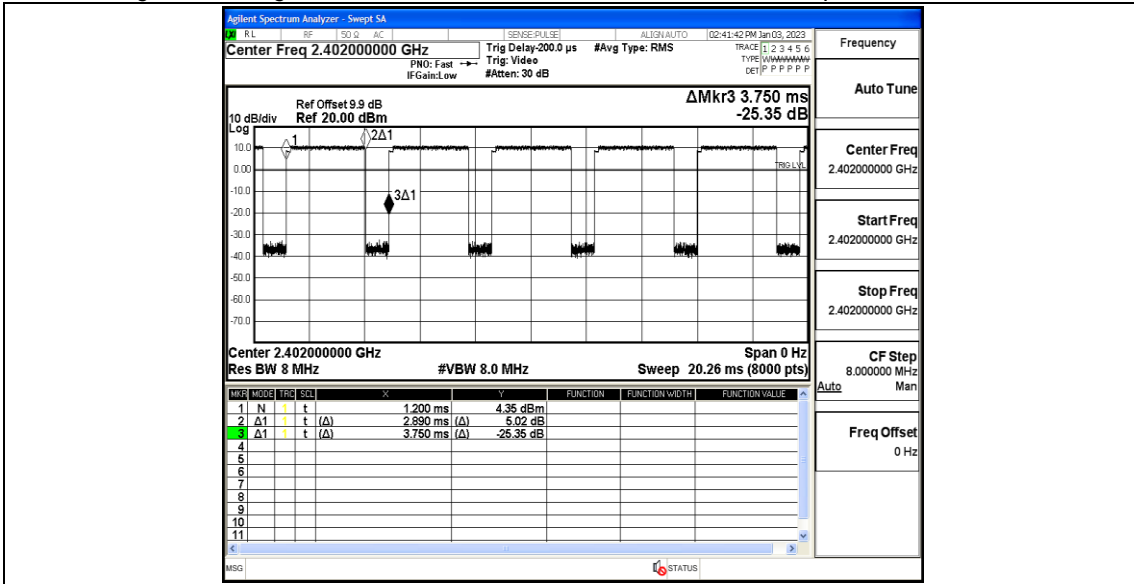 Agilent Spectrum Analyzer - Swept SA
RL RF 50 Ω AC SENSE:PULSE ALIGN AUTO 02:41:42 PM Jan 03, 2023
Center Freq 2.402000000 GHz
PNO: Fast
IFGain:Low
Trig Delay-200.0 µs
Trig: Video
#Atten: 30 dB
#Avg Type: RMS
TRACE 1 2 3 4 5 6
TYPE WWWWWW
DET P P P P P P
Frequency
Auto Tune
ΔMkr3 3.750 ms
-25.35 dB
Ref Offset 9.9 dB
10 dB/div Ref 20.00 dBm
Log
10.0
0.00
-10.0
-20.0
-30.0
-40.0
-50.0
-60.0
-70.0
1
2Δ1
3Δ1
TRIG LVL
Center Freq
2.402000000 GHz
Start Freq
2.402000000 GHz
Stop Freq
2.402000000 GHz
Center 2.402000000 GHz Span 0 Hz
Res BW 8 MHz #VBW 8.0 MHz Sweep 20.26 ms (8000 pts)
CF Step
8.000000 MHz
Auto Man
MKR MODE TRC SCL X Y FUNCTION FUNCTION WIDTH FUNCTION VALUE
1 N 1 t 1.200 ms 4.35 dBm
2 Δ1 1 t (Δ) 2.890 ms (Δ) 5.02 dB
3 Δ1 1 t (Δ) 3.750 ms (Δ) -25.35 dB
4
5
6
7
8
9
10
11
Freq Offset
0 Hz
MSG STATUS